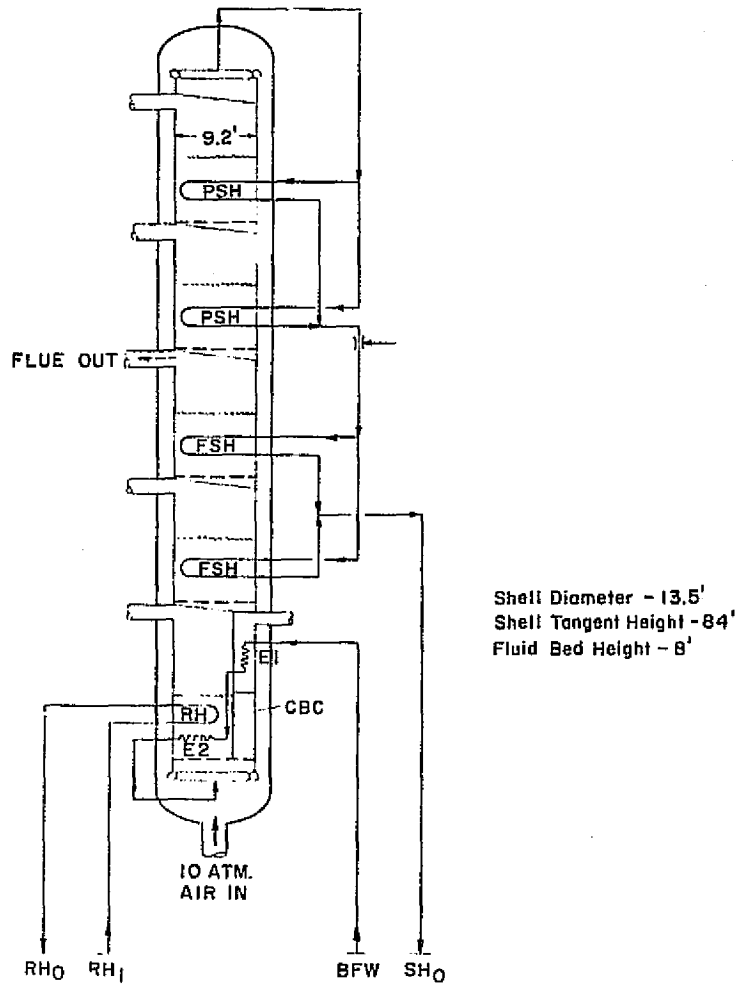 9.2'
PSH
PSH
FLUE OUT
FSH
FSH
Shell Diameter - 13.5'
Shell Tangent Height - 84'
Fluid Bed Height - 8'
E1
CBC
RH
E2
10 ATM.
AIR IN
RHO
RHI
BFW
SHO